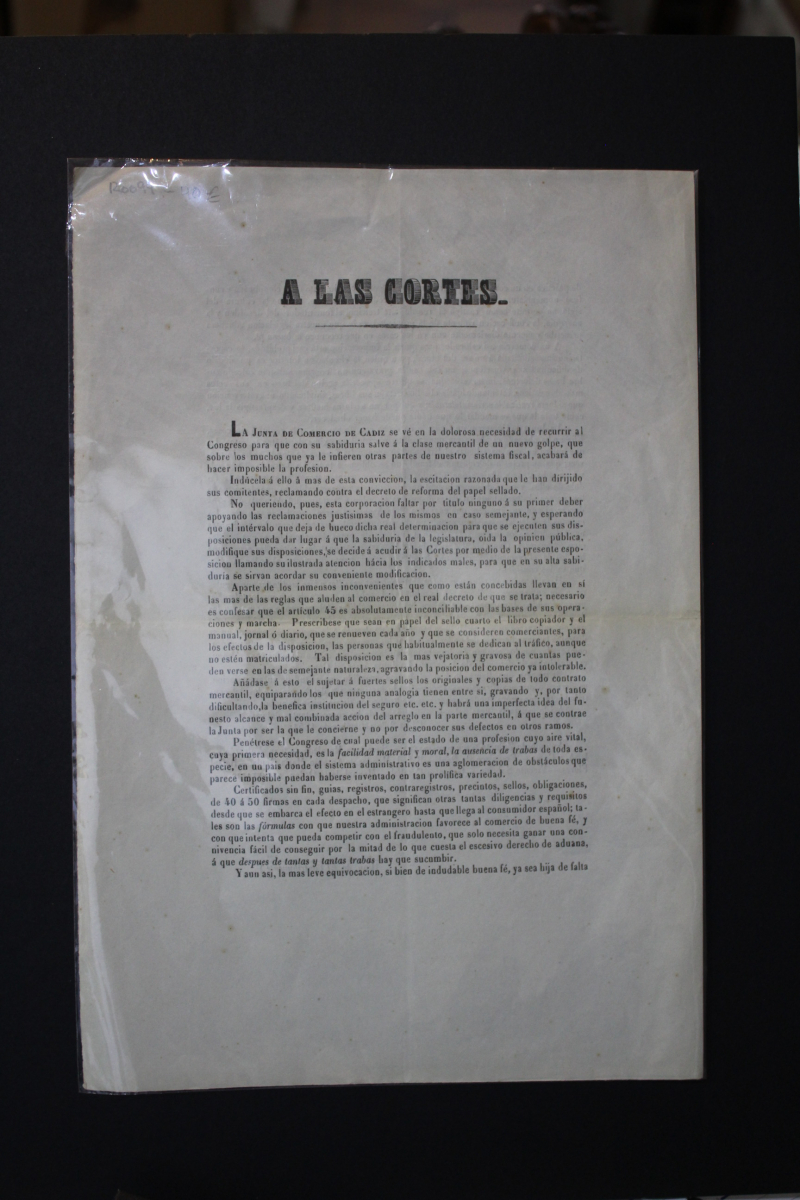 A LAS CORTES.
LA JUNTA DE COMERCIO DE CADIZ se vé en la dolorosa necesidad de recurrir al
Congreso para que con su sabiduria salve á la clase mercantil de un nuevo golpe, que
sobre los muchos que ya le infieren otras partes de nuestro sistema fiscal, acabará de
hacer imposible la profesion.
Indúcela á ello á mas de esta conviccion, la escitacion razonada que le han dirijido
sus comitentes, reclamando contra el decreto de reforma del papel sellado.
No queriendo, pues, esta corporacion faltar por título ninguno á su primer deber
apoyando las reclamaciones justisimas de los mismos en caso semejante, y esperando
que el intérvalo que deja de hueco dicha real determinacion para que se ejecuten sus dis-
posiciones pueda dar lugar á que la sabiduria de la legislatura, oida la opinion pública,
modifique sus disposiciones, se decide á acudir á las Cortes por medio de la presente espo-
sicion llamando su ilustrada atencion hácia los indicados males, para que en su alta sabi-
duria se sirvan acordar su conveniente modificacion.
Aparte de los inmensos inconvenientes que como están concebidas llevan en sí
las mas de las reglas que aluden al comercio en el real decreto de que se trata; necesario
es confesar que el artículo 45 es absolutamente inconciliable con las bases de sus opera-
ciones y marcha. Prescríbese que sean en papel del sello cuarto el libro copiador y el
manual, jornal ó diario, que se renueven cada año y que se consideren comerciantes, para
los efectos de la disposicion, las personas que habitualmente se dedican al tráfico, aunque
no estén matriculados. Tal disposicion es la mas vejatoria y gravosa de cuantas pue-
den verse en las de semejante naturaleza, agravando la posicion del comercio ya intolerable.
Añádase á esto el sujetar á fuertes sellos los originales y copias de todo contrato
mercantil, equiparándolos que ninguna analogia tienen entre sí, gravando y, por tanto
dificultando, la benefica institucion del seguro etc. etc. y habrá una imperfecta idea del fu-
nesto alcance y mal combinada accion del arreglo en la parte mercantil, á que se contrae
la Junta por ser la que le concierne y no por desconocer sus defectos en otros ramos.
Penétrese el Congreso de cual puede ser el estado de una profesion cuyo aire vital,
cuya primera necesidad, es la facilidad material y moral, la ausencia de trabas de toda es-
pecie, en un pais donde el sistema administrativo es una aglomeracion de obstáculos que
parece imposible puedan haberse inventado en tan prolífica variedad.
Certificados sin fin, guias, registros, contraregistros, precintos, sellos, obligaciones,
de 40 á 50 firmas en cada despacho, que significan otras tantas diligencias y requisitos
desde que se embarca el efecto en el estrangero hasta que llega al consumidor español; ta-
les son las fórmulas con que nuestra administracion favorece al comercio de buena fé, y
con que intenta que pueda competir con el fraudulento, que solo necesita ganar una con-
nivencia fácil de conseguir por la mitad de lo que cuesta el escesivo derecho de aduana,
á que despues de tantas y tantas trabas hay que sucumbir.
Y aun asi, la mas leve equivocacion, si bien de indudable buena fé, ya sea hija de falta